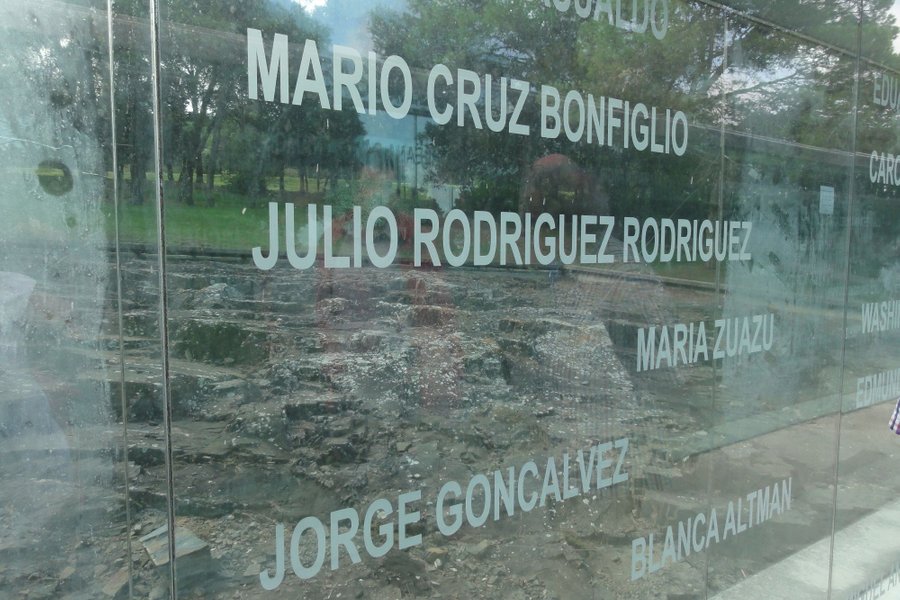 MARIO CRUZ BONFIGLIO
JULIO RODRIGUEZ RODRIGUEZ
MARIA ZUAZU
JORGE GONCALVEZ
BLANCA ALTMAN